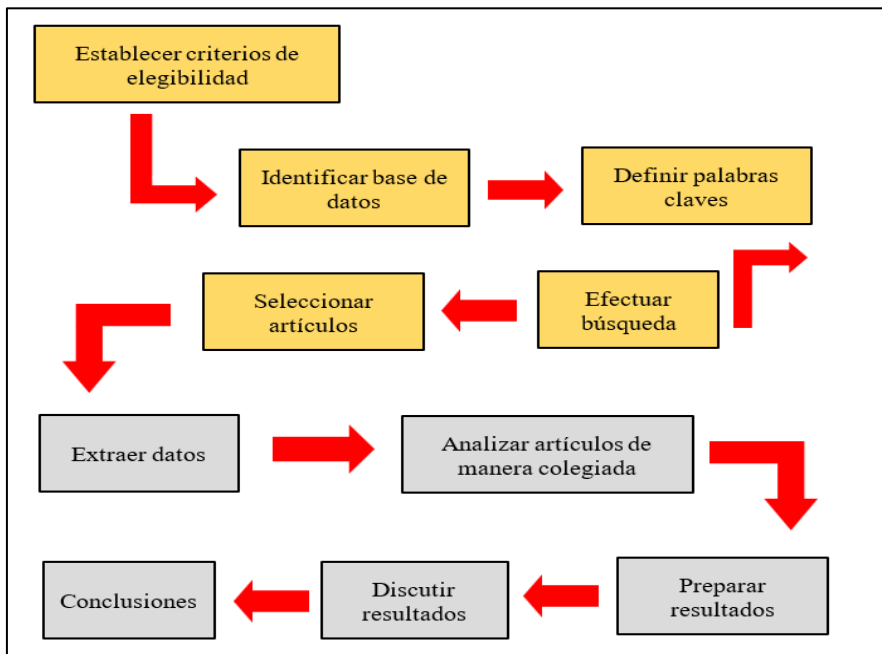 Establecer criterios de
elegibilidad
Identificar base de
datos
Definir palabras
claves
Seleccionar
artículos
Efectuar
búsqueda
Extraer datos
Analizar artículos de
manera colegiada
Conclusiones
Discutir
resultados
Preparar
resultados